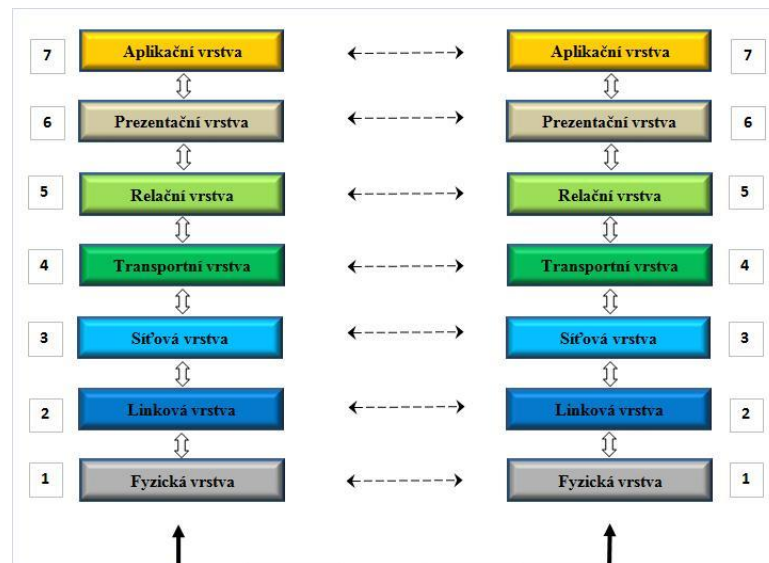 7 Aplikační vrstva Aplikační vrstva 7
6 Prezentační vrstva Prezentační vrstva 6
5 Relační vrstva Relační vrstva 5
4 Transportní vrstva Transportní vrstva 4
3 Síťová vrstva Síťová vrstva 3
2 Linková vrstva Linková vrstva 2
1 Fyzická vrstva Fyzická vrstva 1